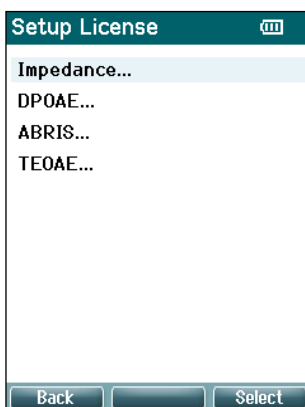 Setup License
Impedance...
DPOAE...
ABRIS...
TEOAE...
Back Select